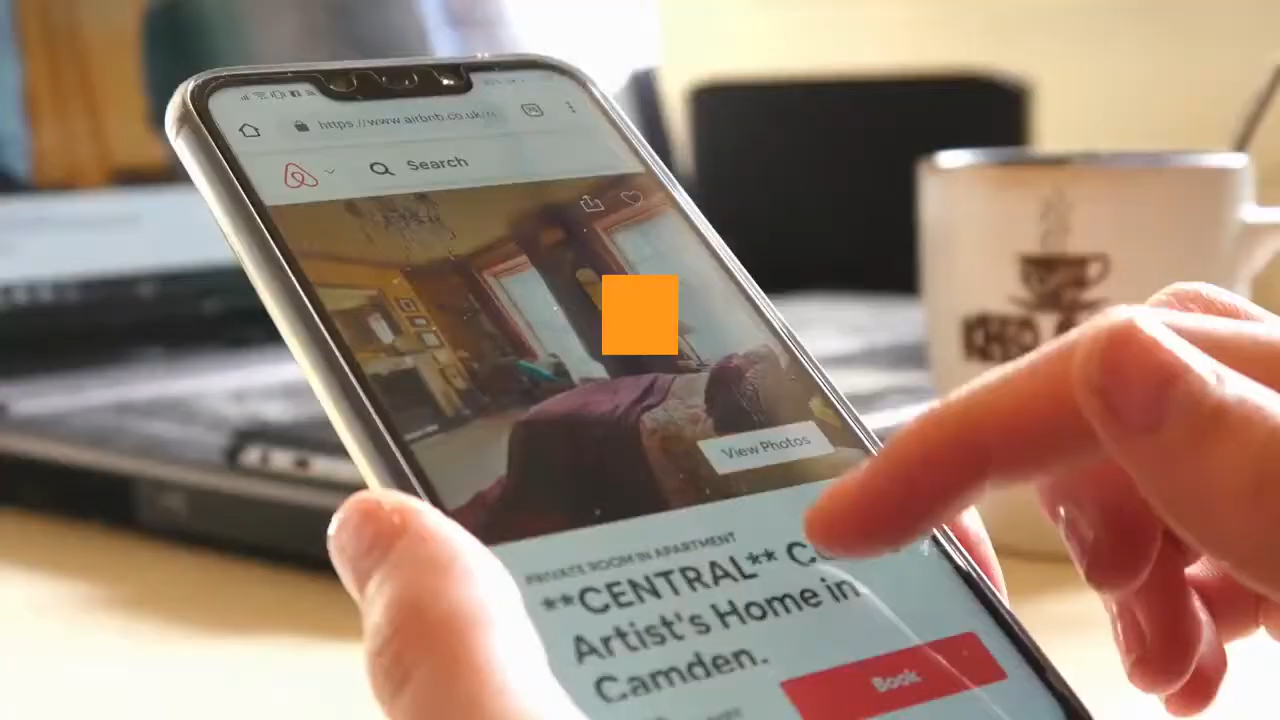 https://www.airbnb.co.uk/
Search
View Photos
PRIVATE ROOM IN APARTMENT
**CENTRAL**
Artist's Home in
Camden.
Book